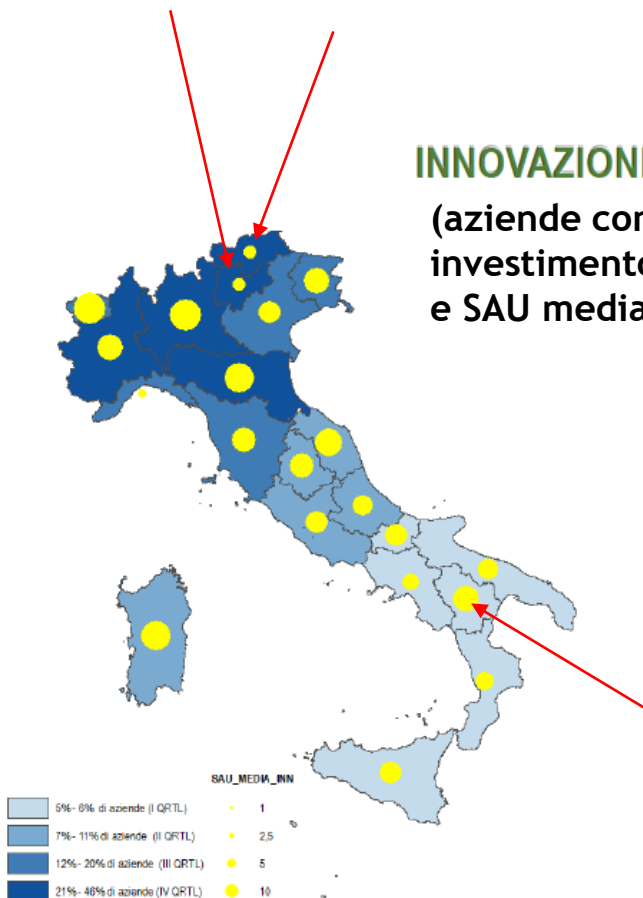 INNOVAZIONI
(aziende con
investimento
e SAU media
SAU_MEDIA_INN
5%- 6% di aziende (I QRTL) 1
7%- 11% di aziende (II QRTL) 2,5
12%- 20% di aziende (III QRTL) 5
21%- 46% di aziende (IV QRTL) 10